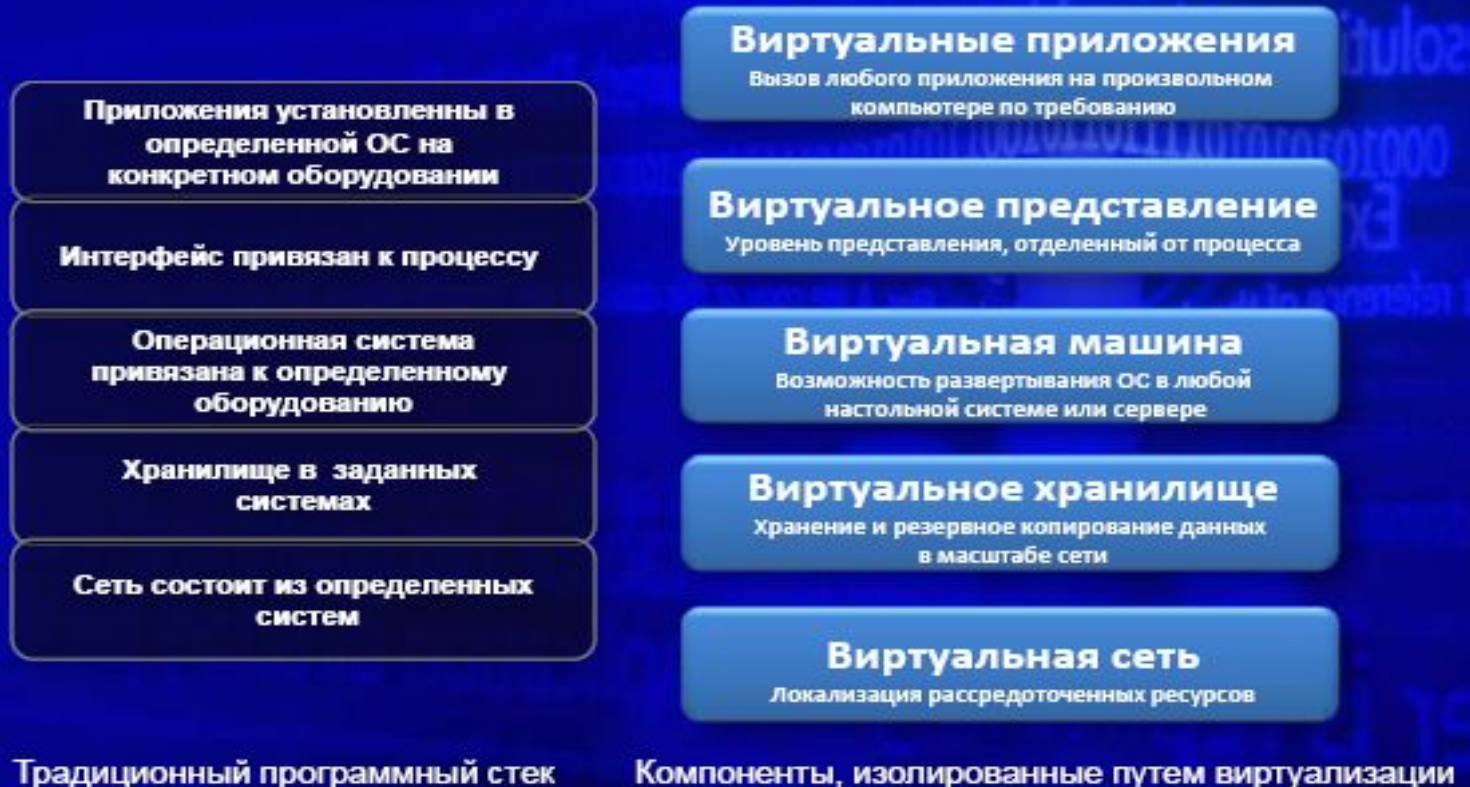 Приложения установленны в
определенной ОС на
конкретном оборудовании
Интерфейс привязан к процессу
Операционная система
привязана к определенному
оборудованию
Хранилище в заданных
системах
Сеть состоит из определенных
систем
Традиционный программный стек
Виртуальные приложения
Вызов любого приложения на произвольном
компьютере по требованию
Виртуальное представление
Уровень представления, отделенный от процесса
Виртуальная машина
Возможность развертывания ОС в любой
настольной системе или сервере
Виртуальное хранилище
Хранение и резервное копирование данных
в масштабе сети
Виртуальная сеть
Локализация рассредоточенных ресурсов
Компоненты, изолированные путем виртуализации